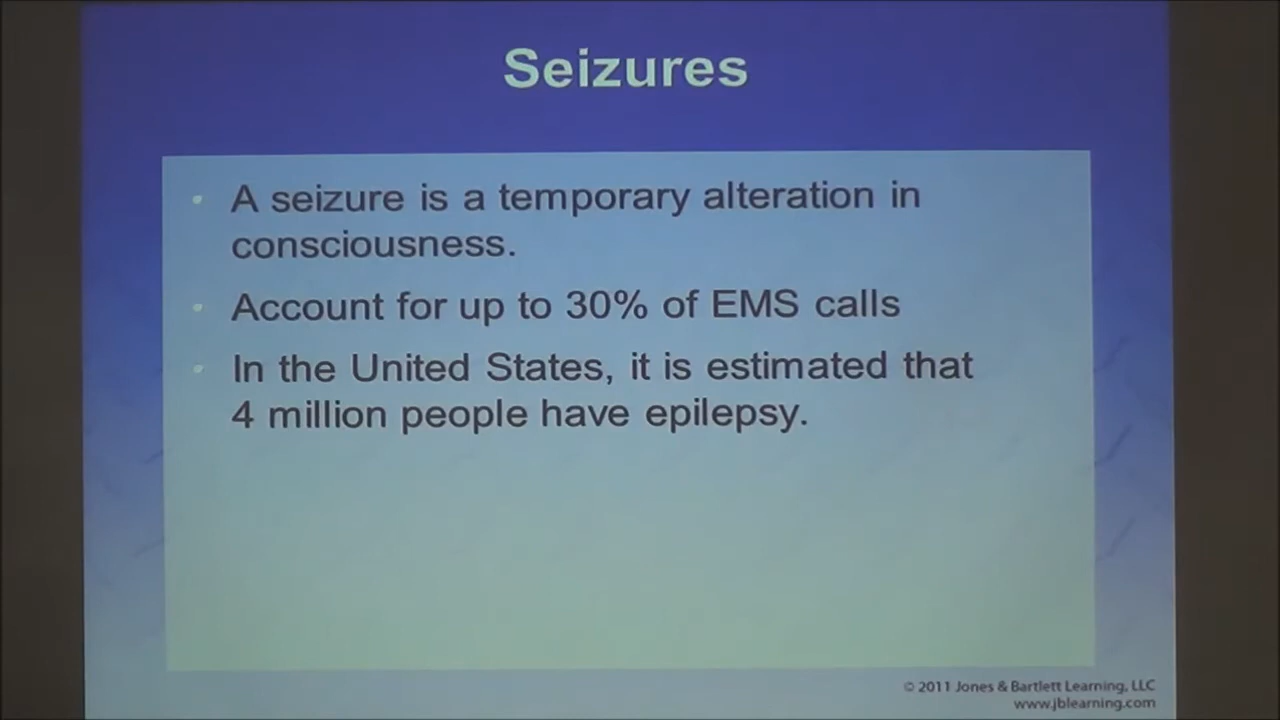 Seizures
• A seizure is a temporary alteration in
consciousness.
• Account for up to 30% of EMS calls
• In the United States, it is estimated that
4 million people have epilepsy.
© 2011 Jones & Bartlett Learning, LLC
www.jblearning.com